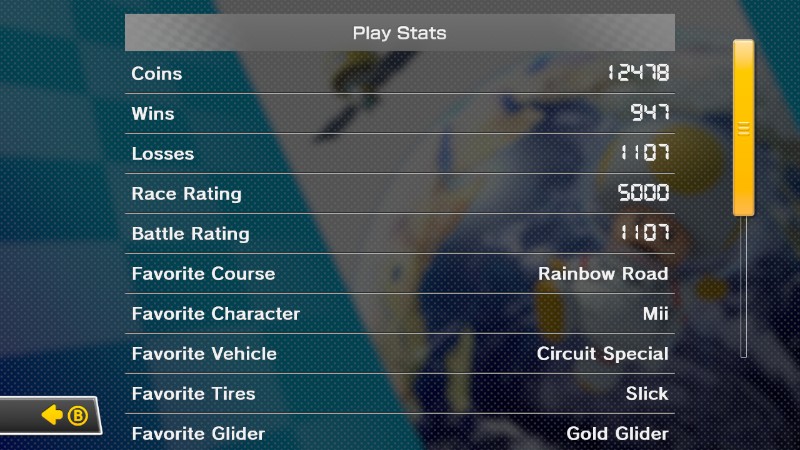 Play Stats
Coins 12478
Wins 947
Losses 1107
Race Rating 5000
Battle Rating 1107
Favorite Course Rainbow Road
Favorite Character Mii
Favorite Vehicle Circuit Special
Favorite Tires Slick
B
Favorite Glider Gold Glider